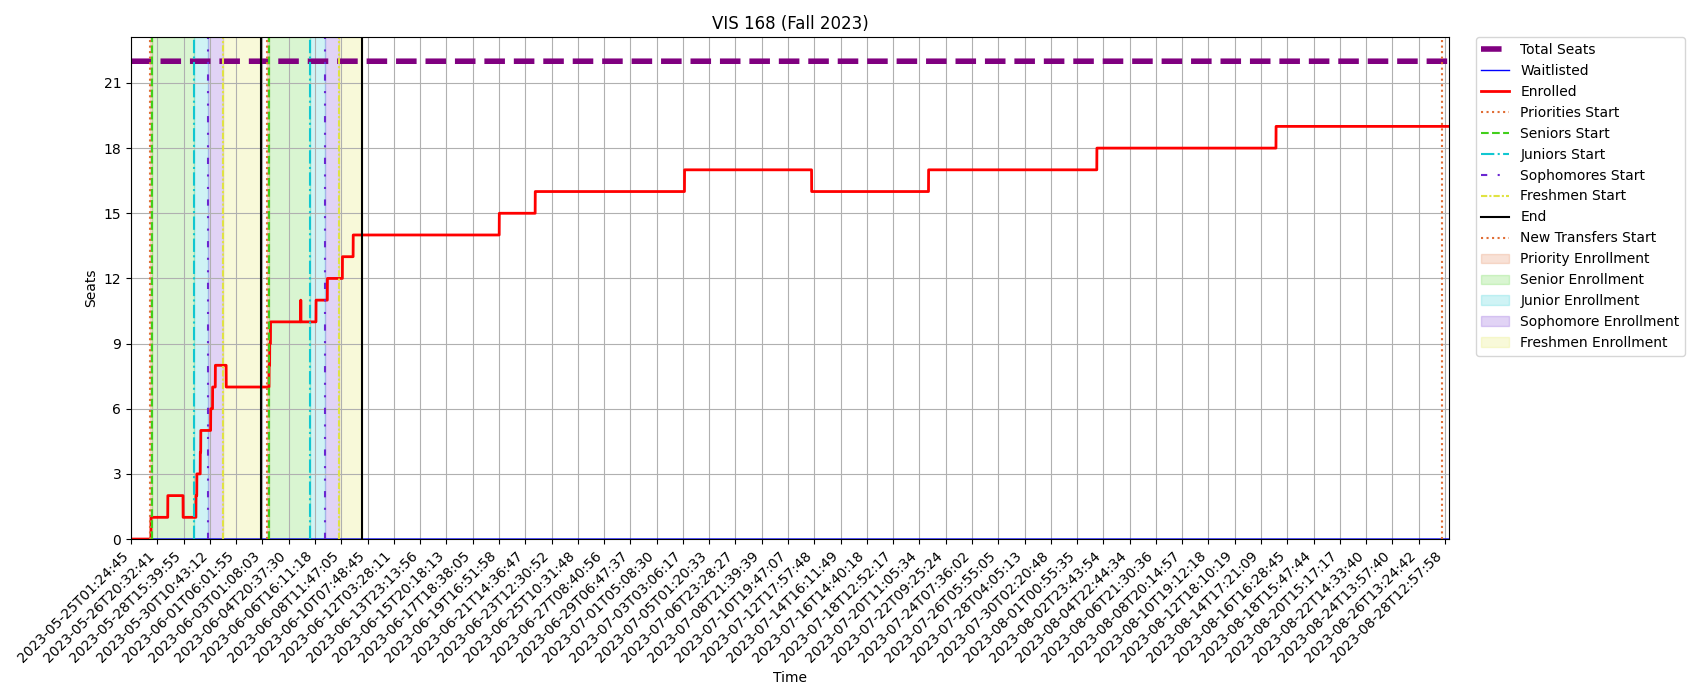 VIS 168 (Fall 2023)
Seats
21
18
15
12
9
6
3
0
2023-05-25T01:24:45
2023-05-26T20:32:41
2023-05-28T15:39:55
2023-05-30T10:43:12
2023-06-01T06:01:55
2023-06-03T01:08:03
2023-06-04T20:37:30
2023-06-06T16:11:18
2023-06-08T11:47:05
2023-06-10T07:48:45
2023-06-12T03:28:11
2023-06-13T23:13:56
2023-06-15T20:18:13
2023-06-17T18:38:05
2023-06-19T16:51:58
2023-06-21T14:36:47
2023-06-23T12:30:52
2023-06-25T10:31:48
2023-06-27T08:40:56
2023-06-29T06:47:37
2023-07-01T05:08:30
2023-07-03T03:06:17
2023-07-05T01:20:33
2023-07-06T23:28:27
2023-07-08T21:39:39
2023-07-10T19:47:07
2023-07-12T17:57:48
2023-07-14T16:11:49
2023-07-16T14:40:18
2023-07-18T12:52:17
2023-07-20T11:05:34
2023-07-22T09:25:24
2023-07-24T07:36:02
2023-07-26T05:55:05
2023-07-28T04:05:13
2023-07-30T02:20:48
2023-08-01T00:55:35
2023-08-02T23:43:54
2023-08-04T22:44:34
2023-08-06T21:30:36
2023-08-08T20:14:57
2023-08-10T19:12:18
2023-08-12T18:10:19
2023-08-14T17:21:09
2023-08-16T16:28:45
2023-08-18T15:47:44
2023-08-20T15:17:17
2023-08-22T14:33:40
2023-08-24T13:57:40
2023-08-26T13:24:42
2023-08-28T12:57:58
Time
Total Seats
Waitlisted
Enrolled
Priorities Start
Seniors Start
Juniors Start
Sophomores Start
Freshmen Start
End
New Transfers Start
Priority Enrollment
Senior Enrollment
Junior Enrollment
Sophomore Enrollment
Freshmen Enrollment